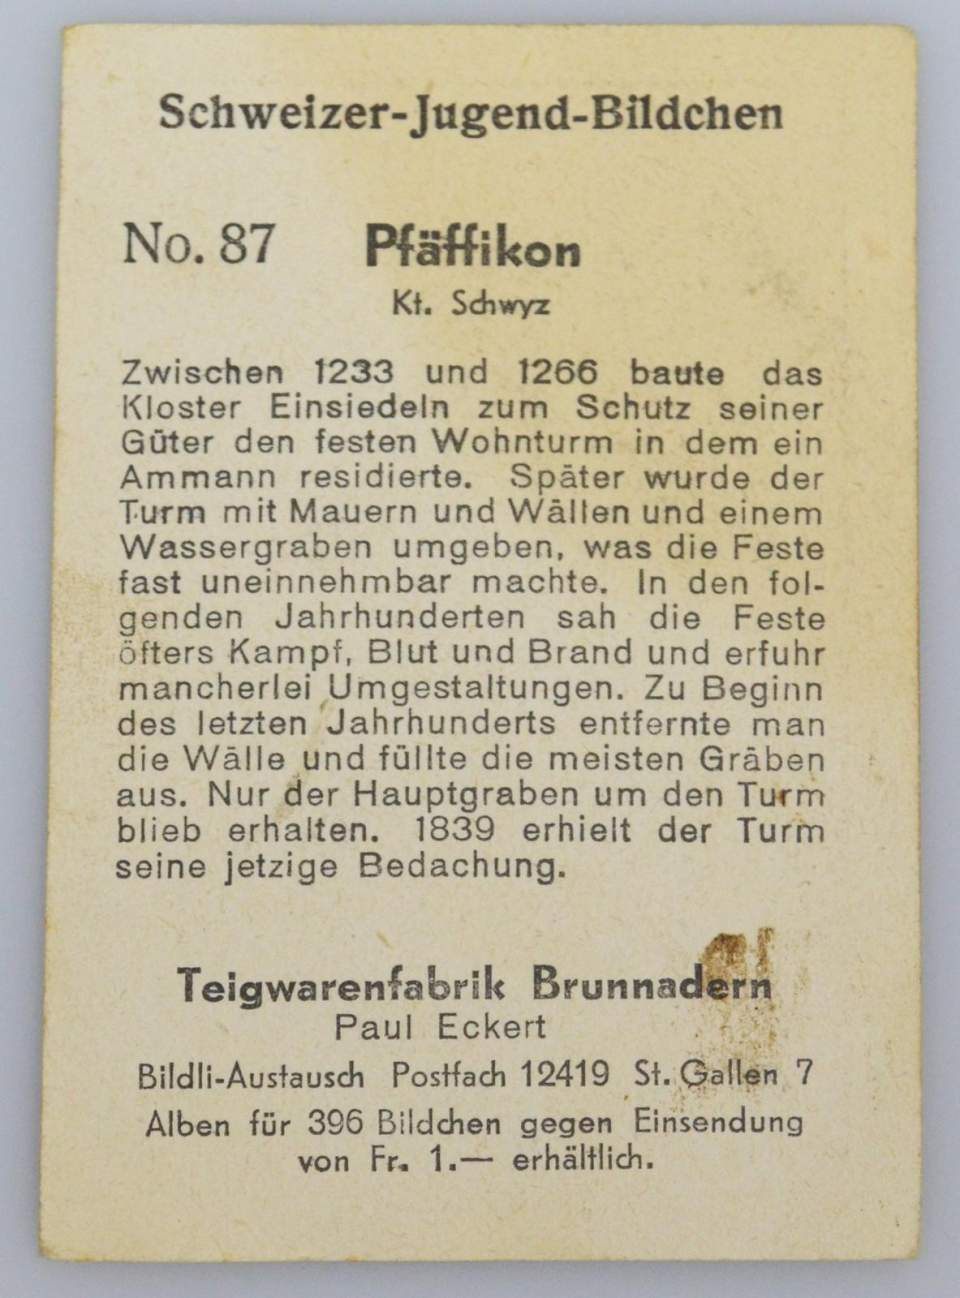 Schweizer-Jugend-Bildchen
No. 87 Pfäffikon
Kt. Schwyz
Zwischen 1233 und 1266 baute das
Kloster Einsiedeln zum Schutz seiner
Güter den festen Wohnturm in dem ein
Ammann residierte. Später wurde der
Turm mit Mauern und Wällen und einem
Wassergraben umgeben, was die Feste
fast uneinnehmbar machte. In den fol-
genden Jahrhunderten sah die Feste
öfters Kampf, Blut und Brand und erfuhr
mancherlei Umgestaltungen. Zu Beginn
des letzten Jahrhunderts entfernte man
die Wälle und füllte die meisten Gräben
aus. Nur der Hauptgraben um den Turm
blieb erhalten. 1839 erhielt der Turm
seine jetzige Bedachung.
Teigwarenfabrik Brunnadern
Paul Eckert
Bildli-Austausch Postfach 12419 St. Gallen 7
Alben für 396 Bildchen gegen Einsendung
von Fr. 1.— erhältlich.